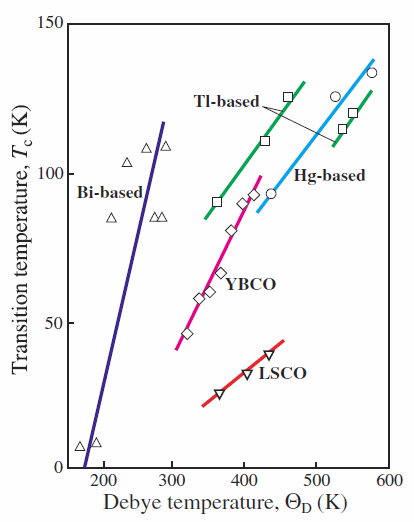 150
Tl-based
Hg-based
100
Bi-based
YBCO
50
LSCO
0
200 300 400 500 600
Debye temperature, ΘD (K)
Transition temperature, Tc (K)